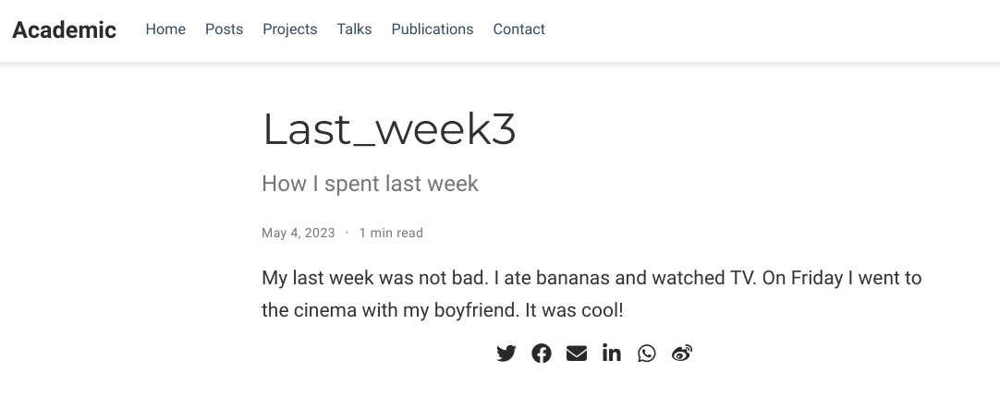 Academic Home Posts Projects Talks Publications Contact
Last_week3
How I spent last week
May 4, 2023 · 1 min read
My last week was not bad. I ate bananas and watched TV. On Friday I went to
the cinema with my boyfriend. It was cool!